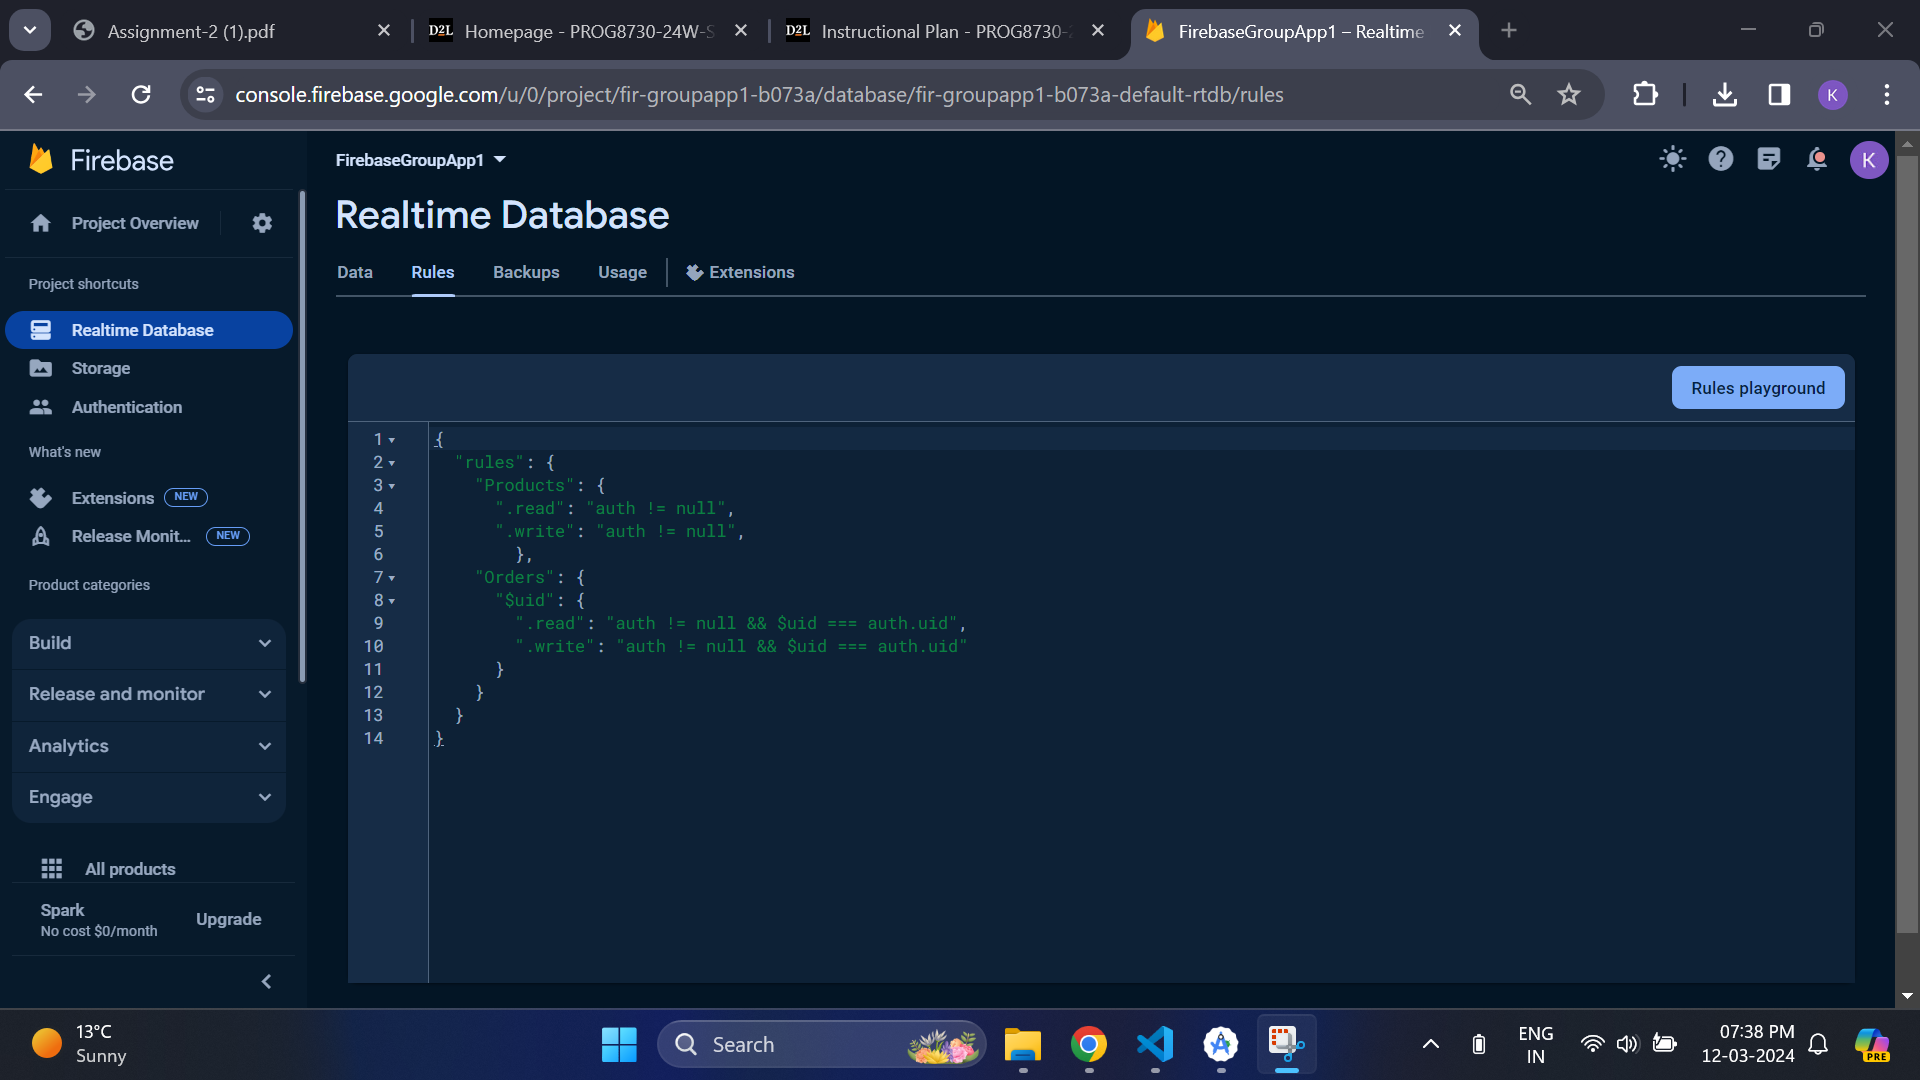 Assignment-2 (1).pdf
D2L Homepage - PROG8730-24W-S
D2L Instructional Plan - PROG8730-2
FirebaseGroupApp1 – Realtime
console.firebase.google.com/u/0/project/fir-groupapp1-b073a/database/fir-groupapp1-b073a-default-rtdb/rules
K
Firebase
FirebaseGroupApp1
K
Project Overview
Realtime Database
Data
Rules
Backups
Usage
Extensions
Project shortcuts
Realtime Database
Storage
Authentication
What's new
Extensions NEW
Release Monit... NEW
Product categories
Build
Release and monitor
Analytics
Engage
All products
Spark
No cost $0/month
Upgrade
Rules playground
1 {
2 "rules": {
3 "Products": {
4 ".read": "auth != null",
5 ".write": "auth != null",
6 },
7 "Orders": {
8 "$uid": {
9 ".read": "auth != null && $uid === auth.uid",
10 ".write": "auth != null && $uid === auth.uid"
11 }
12 }
13 }
14 }
13°C
Sunny
Search
ENG
IN
07:38 PM
12-03-2024
PRE